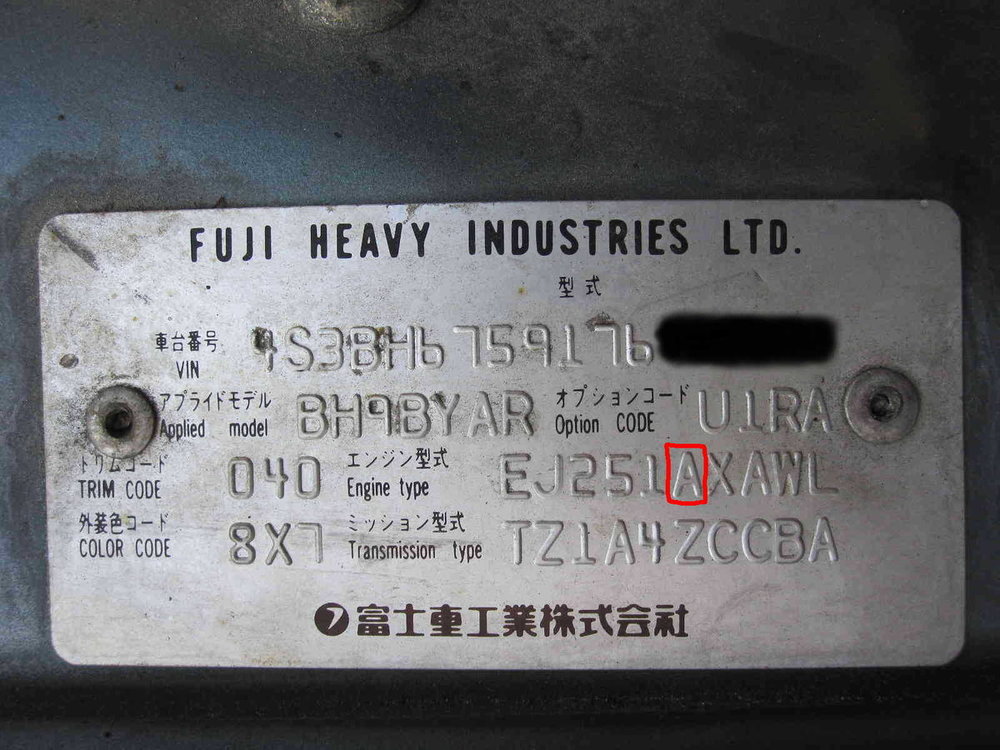 FUJI HEAVY INDUSTRIES LTD.
型式
車台番号 VIN 4S3BH6759176
アプライドモデル Applied model BH9BYAR オプションコード Option CODE U1RA
トリムコード TRIM CODE 040 エンジン型式 Engine type EJ251AXAWL
外装色コード COLOR CODE 8X7 ミッション型式 Transmission type TZ1A4ZCCBA
富士重工業株式会社